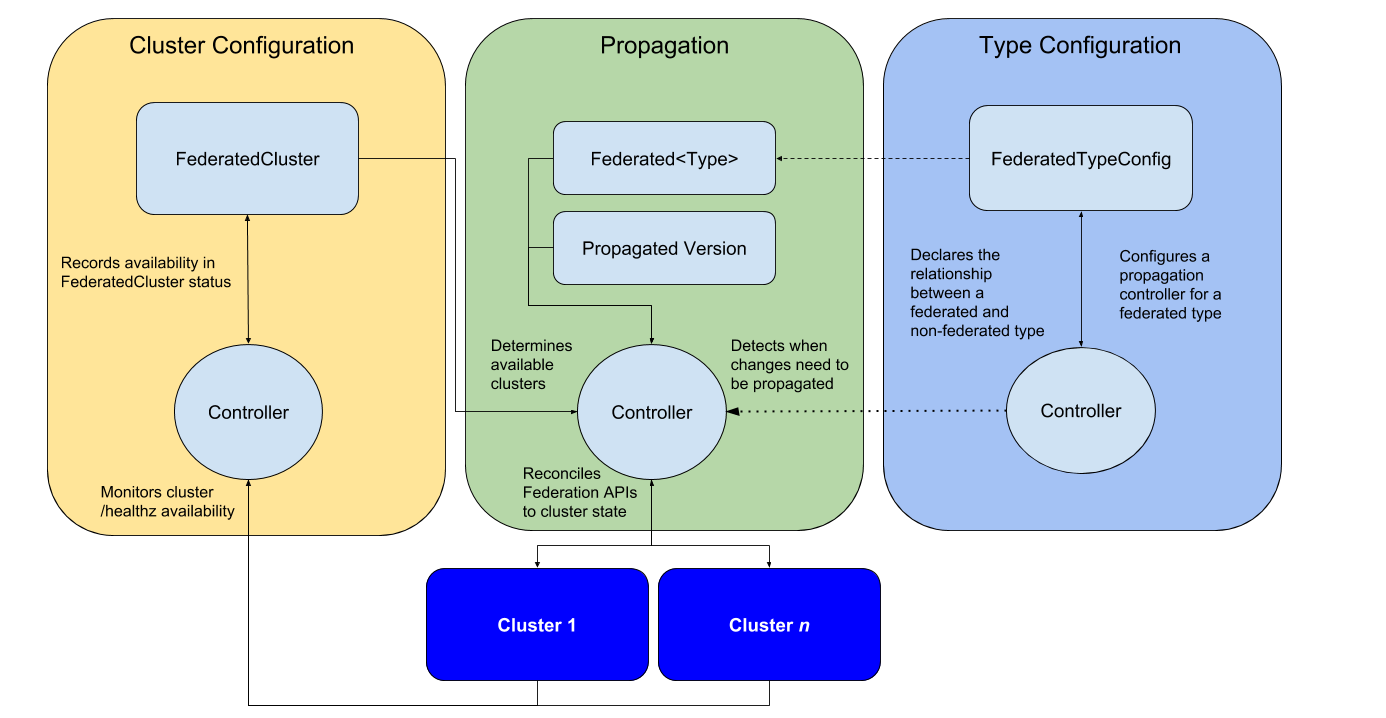 Cluster Configuration
Propagation
Type Configuration
FederatedCluster
Federated<Type>
FederatedTypeConfig
Propagated Version
Records availability in
FederatedCluster status
Declares the
relationship
between a
federated and
non-federated type
Configures a
propagation
controller for a
federated type
Determines
available
clusters
Detects when
changes need to
be propagated
Controller
Controller
Controller
Monitors cluster
/healthz availability
Reconciles
Federation APIs
to cluster state
Cluster 1
Cluster n